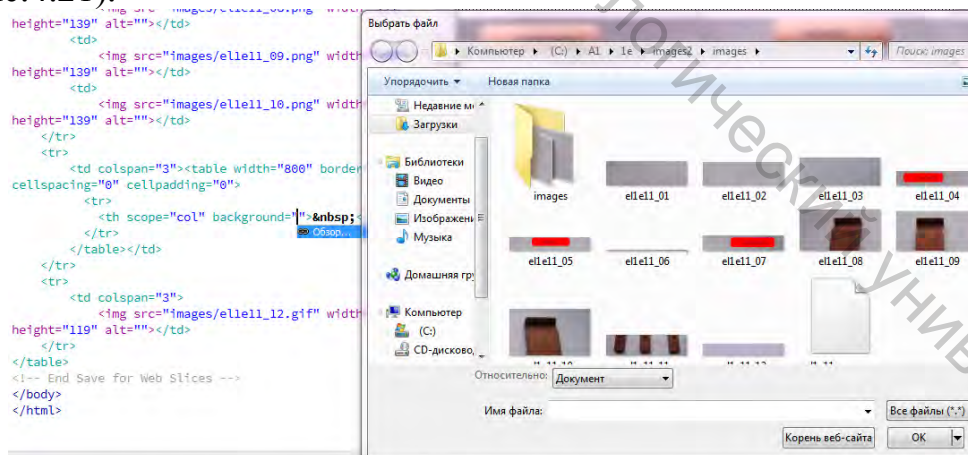 height="139" alt=""></td>
<td>
<img src="images/el1e11_09.png" width
height="139" alt=""></td>
<td>
<img src="images/el1e11_10.png" width
height="139" alt=""></td>
</tr>
<tr>
<td colspan="3"><table width="800" border
cellspacing="0" cellpadding="0">
<tr>
<th scope="col" background="">&nbsp;<
Обзор...
</tr>
</table></td>
</tr>
<tr>
<td colspan="3">
<img src="images/el1e11_12.gif" width
height="119" alt=""></td>
</tr>
</table>
<!-- End Save for Web Slices -->
</body>
</html>
Выбрать файл
Компьютер (C:) A1 1e images2 images
Поиск: images
Упорядочить Новая папка
Недавние
Загрузки
Библиотеки
Видео
Документы
Изображени
Музыка
Домашняя гру
Компьютер
(C:)
CD-дисково,
images el1e11_01 el1e11_02 el1e11_03 el1e11_04
el1e11_05 el1e11_06 el1e11_07 el1e11_08 el1e11_09
Относительно: Документ
Имя файла:
Все файлы (*.*)
Корень веб-сайта OK